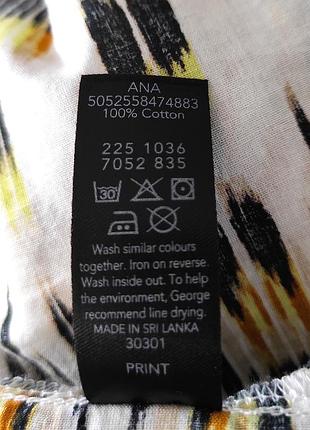 ANA
5052558474883
100% Cotton
225 1036
7052 835
30
Wash similar colours
together. Iron on reverse.
Wash inside out. To help
the environment, George
recommend line drying.
MADE IN SRI LANKA
30301
PRINT